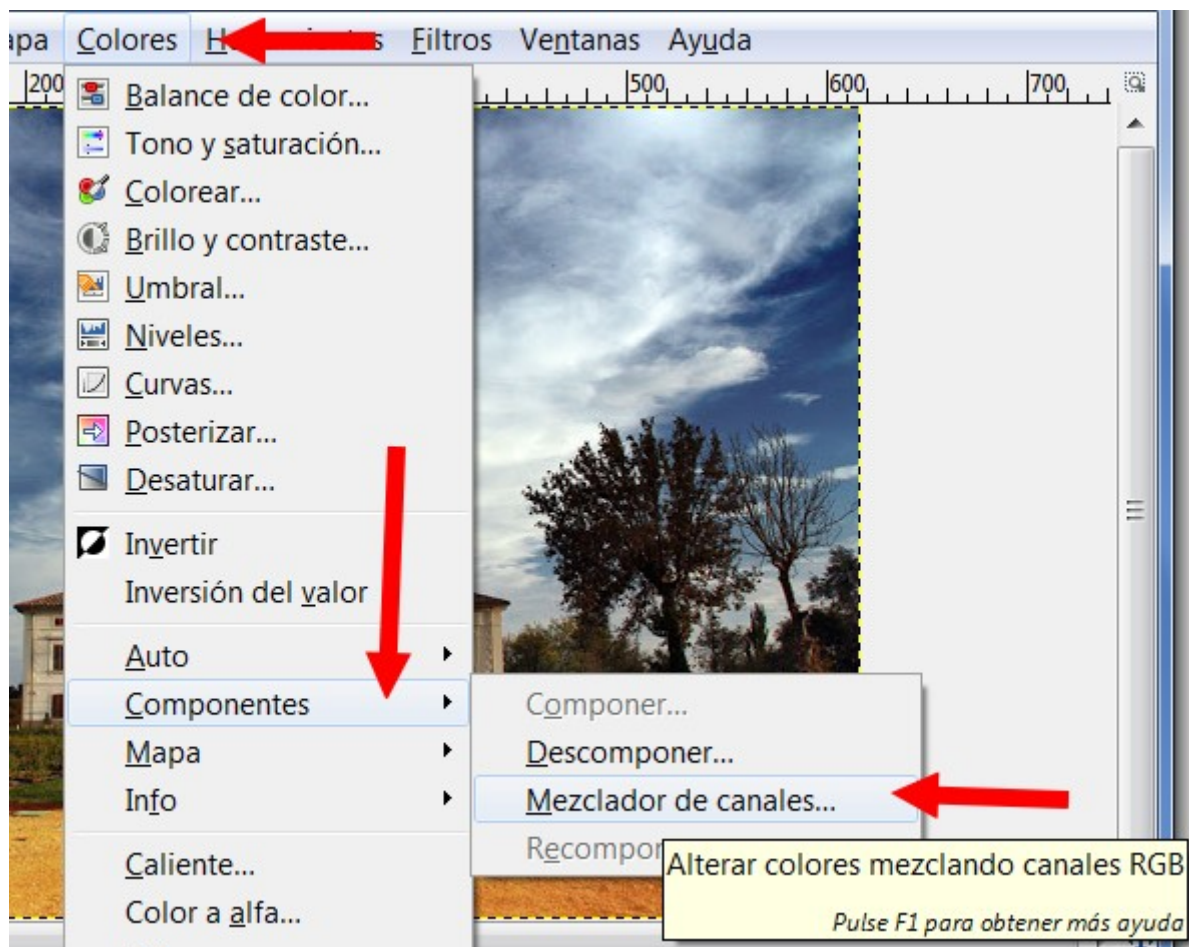 apa Colores Filtros Ventanas Ayuda
200 500 600 700
Balance de color...
Tono y saturación...
Colorear...
Brillo y contraste...
Umbral...
Niveles...
Curvas...
Posterizar...
Desaturar...
Invertir
Inversión del valor
Auto
Componentes
Componer...
Mapa
Descomponer...
Info
Mezclador de canales...
Recompon
Alterar colores mezclando canales RGB
Pulse F1 para obtener más ayuda
Caliente...
Color a alfa...